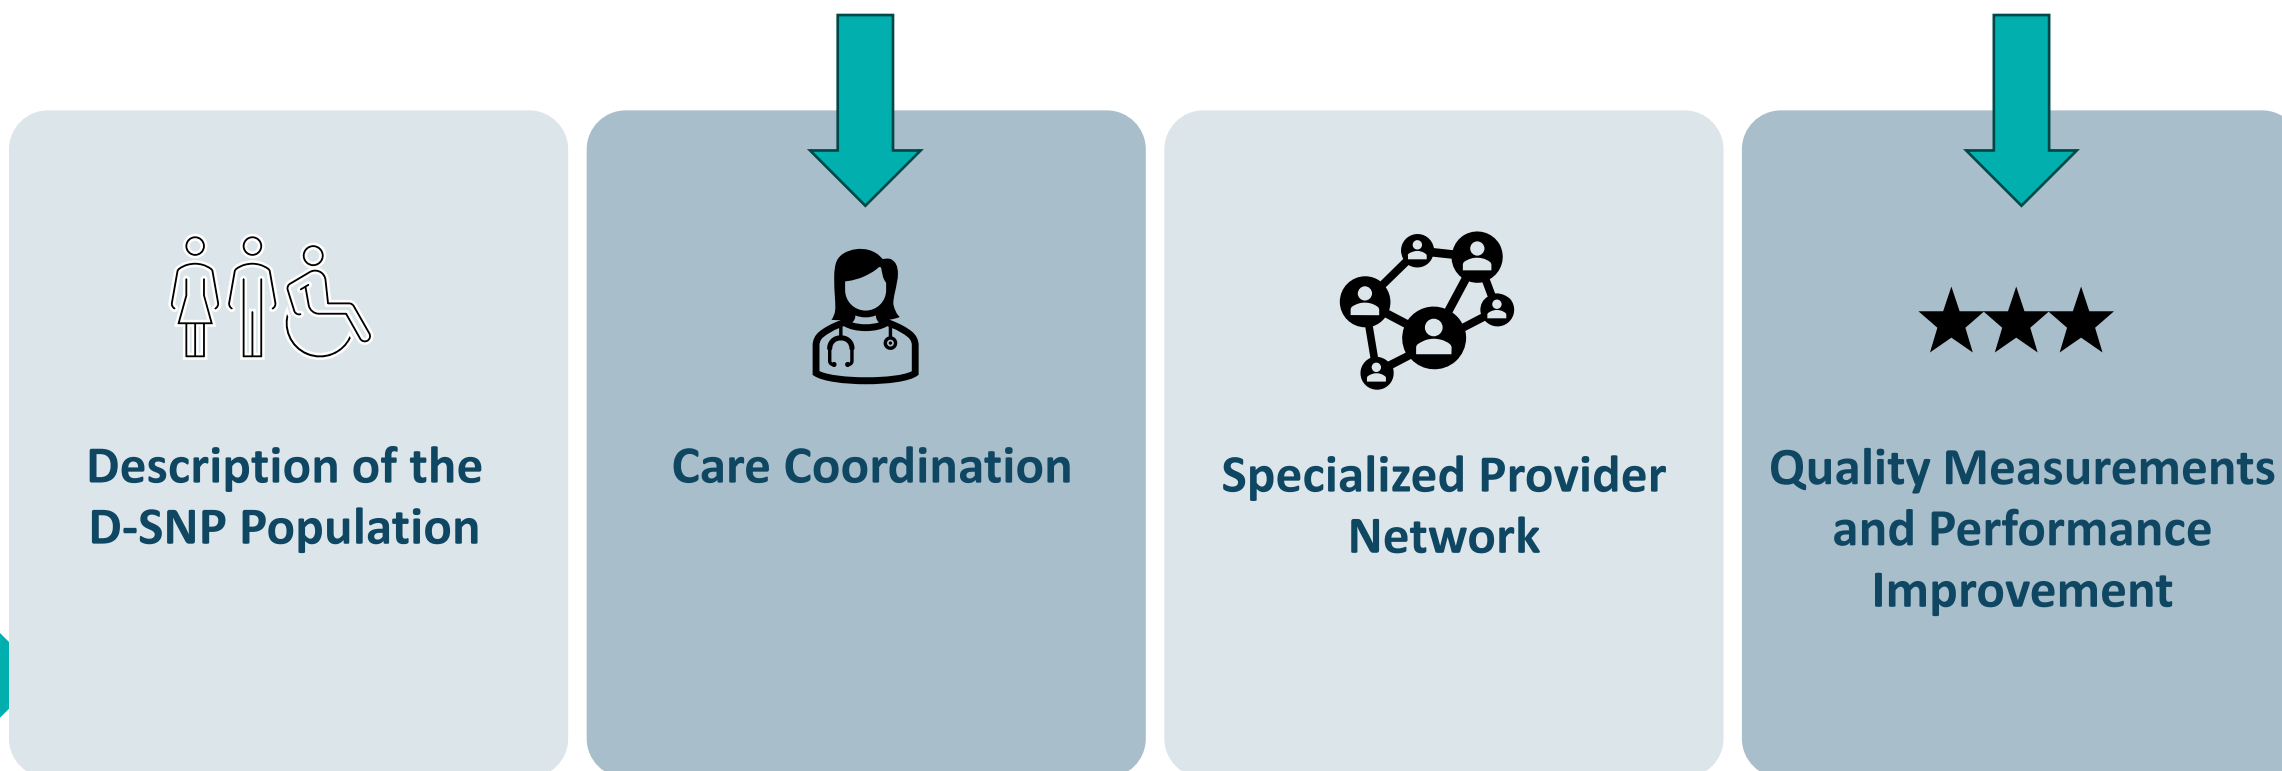 Description of the
D-SNP Population
Care Coordination
Specialized Provider
Network
Quality Measurements
and Performance
Improvement